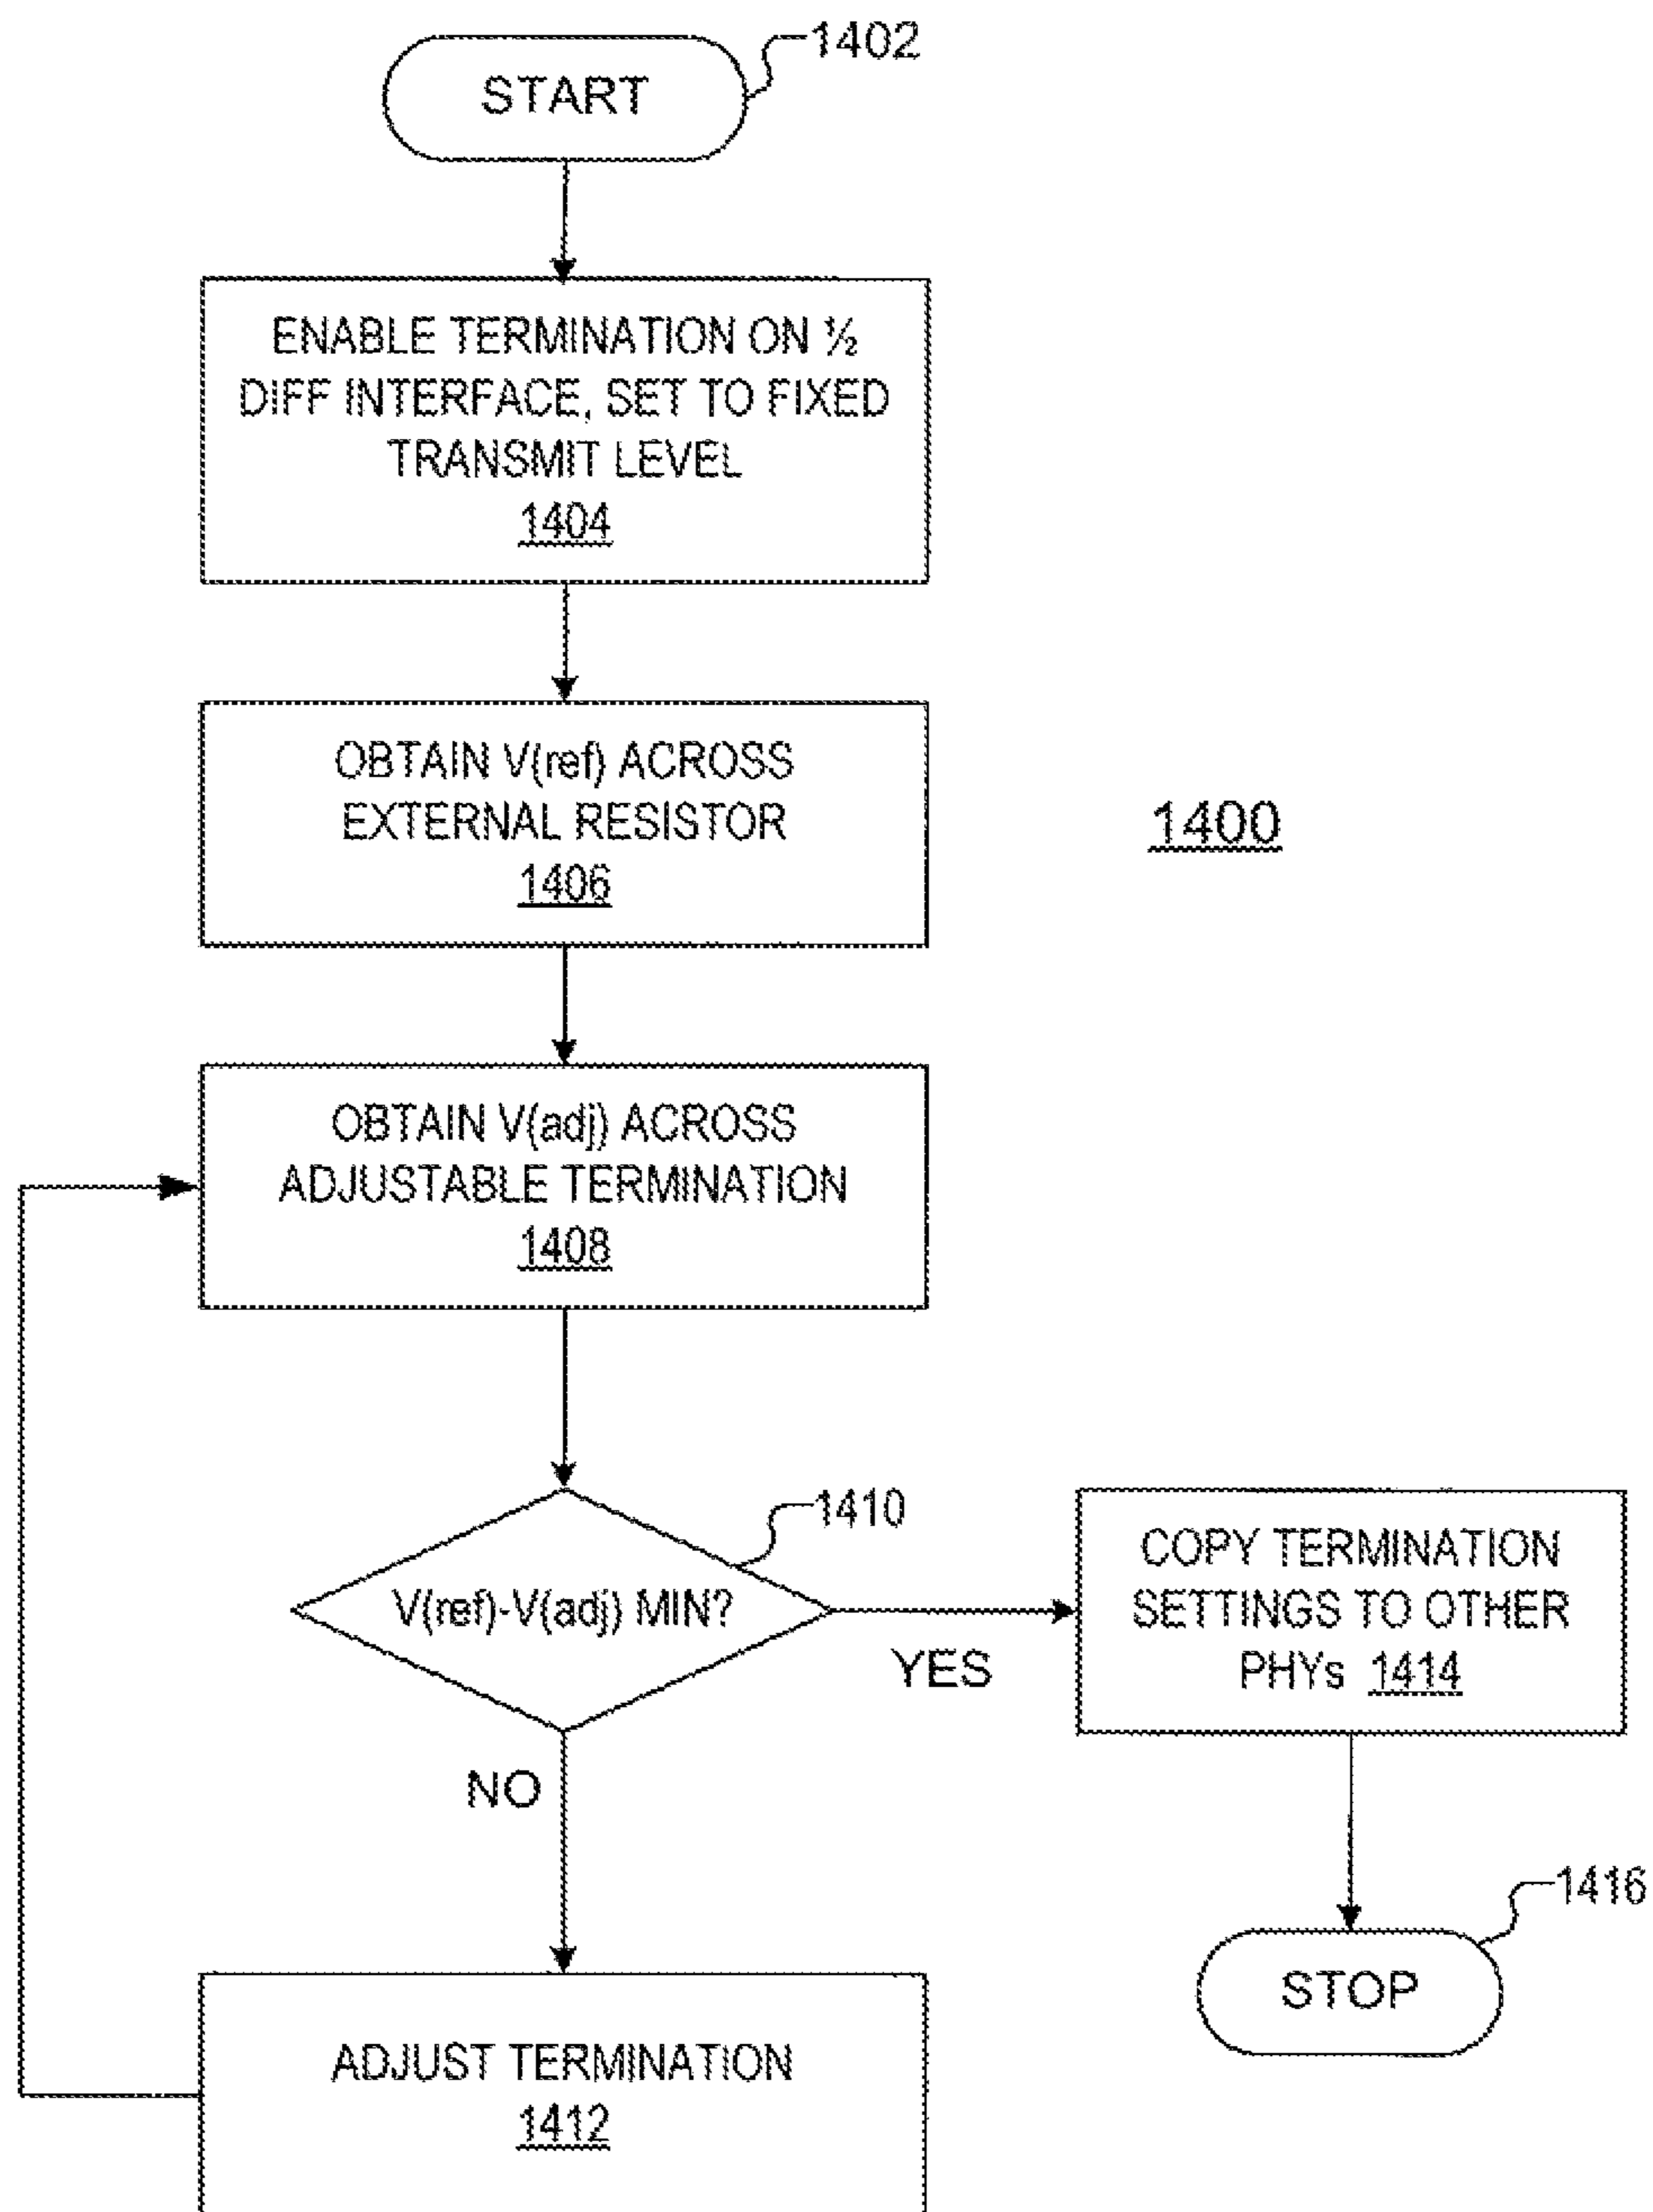 1402
START
ENABLE TERMINATION ON ½
DIFF INTERFACE, SET TO FIXED
TRANSMIT LEVEL
1404
OBTAIN V(ref) ACROSS
EXTERNAL RESISTOR
1406
1400
OBTAIN V(adj) ACROSS
ADJUSTABLE TERMINATION
1408
1410
V(ref)-V(adj) MIN?
YES
NO
COPY TERMINATION
SETTINGS TO OTHER
PHYs 1414
1416
STOP
ADJUST TERMINATION
1412